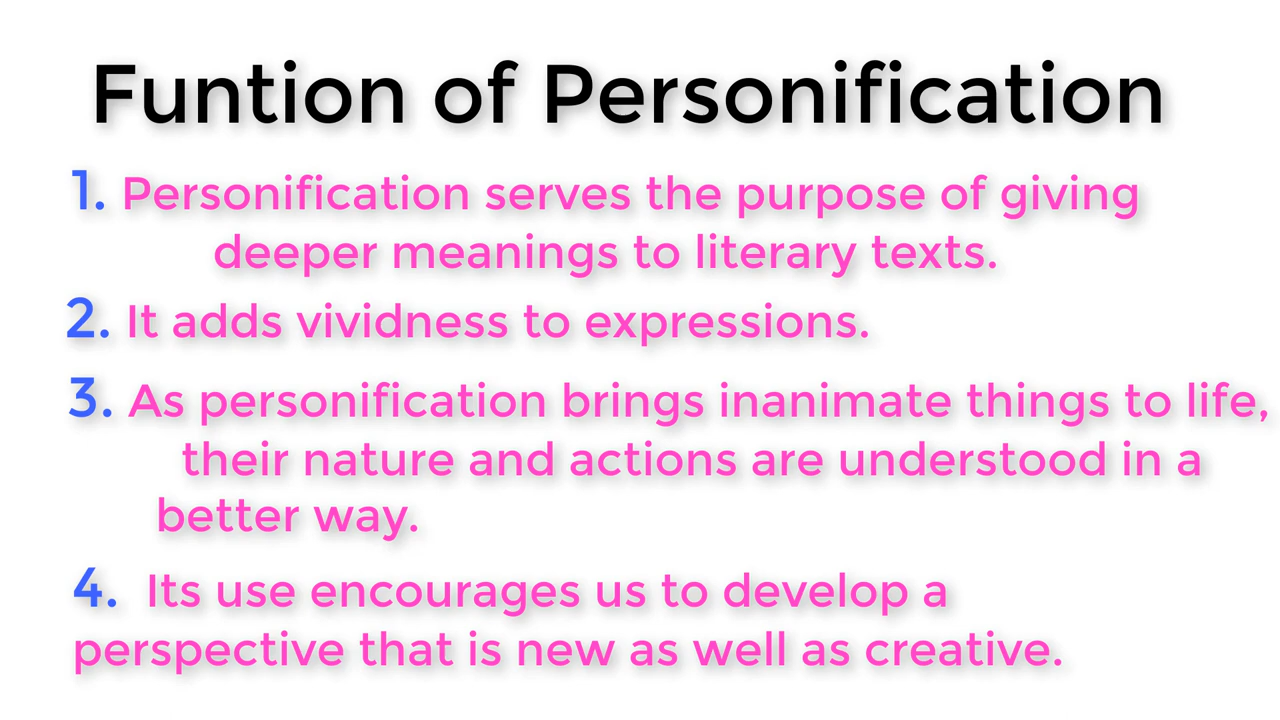 Funtion of Personification
1. Personification serves the purpose of giving
deeper meanings to literary texts.
2. It adds vividness to expressions.
3. As personification brings inanimate things to life,
their nature and actions are understood in a
better way.
4. Its use encourages us to develop a
perspective that is new as well as creative.